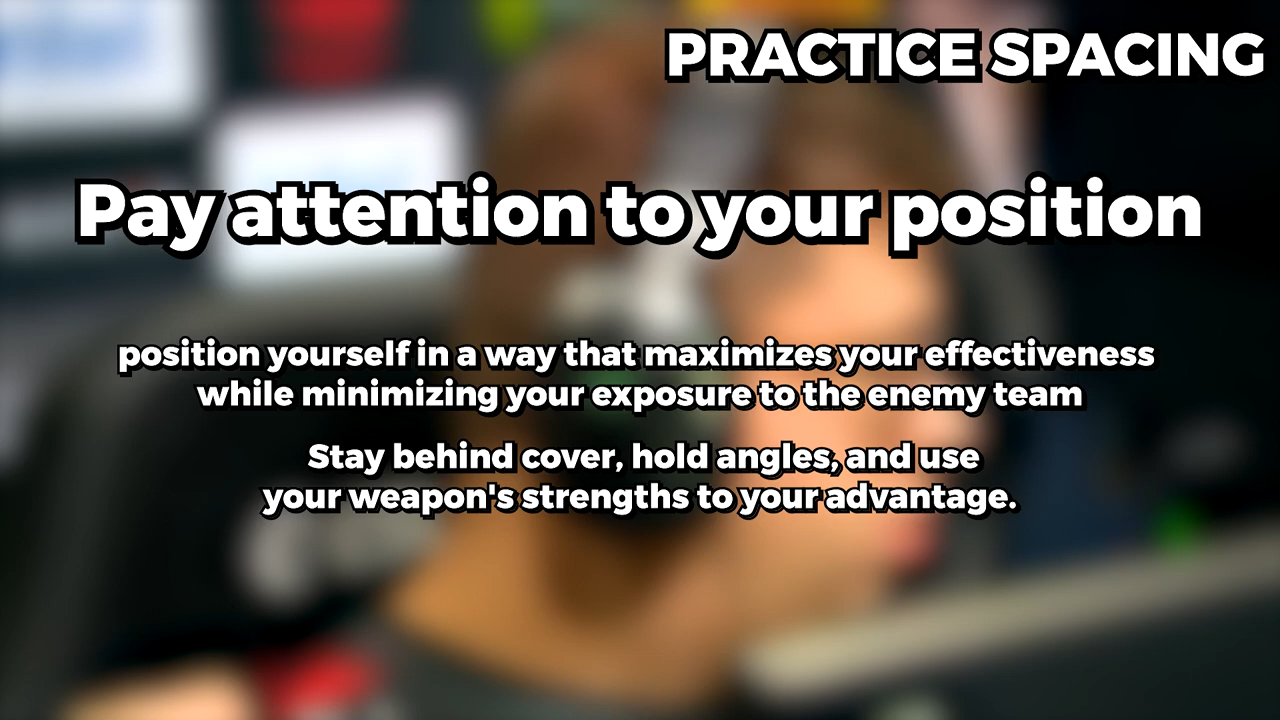 PRACTICE SPACING
Pay attention to your position
position yourself in a way that maximizes your effectiveness
while minimizing your exposure to the enemy team
Stay behind cover, hold angles, and use
your weapon's strengths to your advantage.